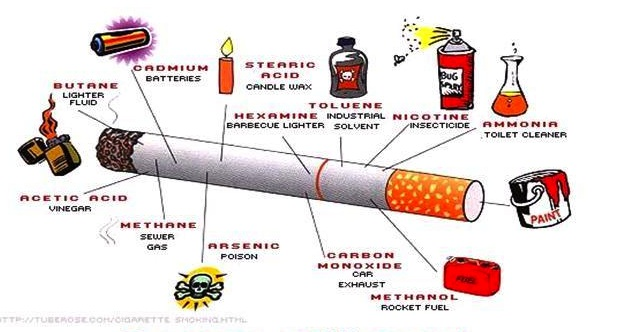 CADMIUM
BATTERIES
STEARIC
ACID
CANDLE WAX
BUTANE
LIGHTER
FLUID
TOLUENE
INDUSTRIAL
SOLVENT
HEXAMINE
BARBECUE LIGHTER
BUG
SPRAY
NICOTINE
INSECTICIDE
AMMONIA
TOILET CLEANER
PAINT
ACETIC ACID
VINEGAR
METHANE
SEWER
GAS
ARSENIC
POISON
CARBON
MONOXIDE
CAR
EXHAUST
FUEL
METHANOL
ROCKET FUEL
HTTP://TUBEROSE.COM/CIGARETTE SMOKING.HTML